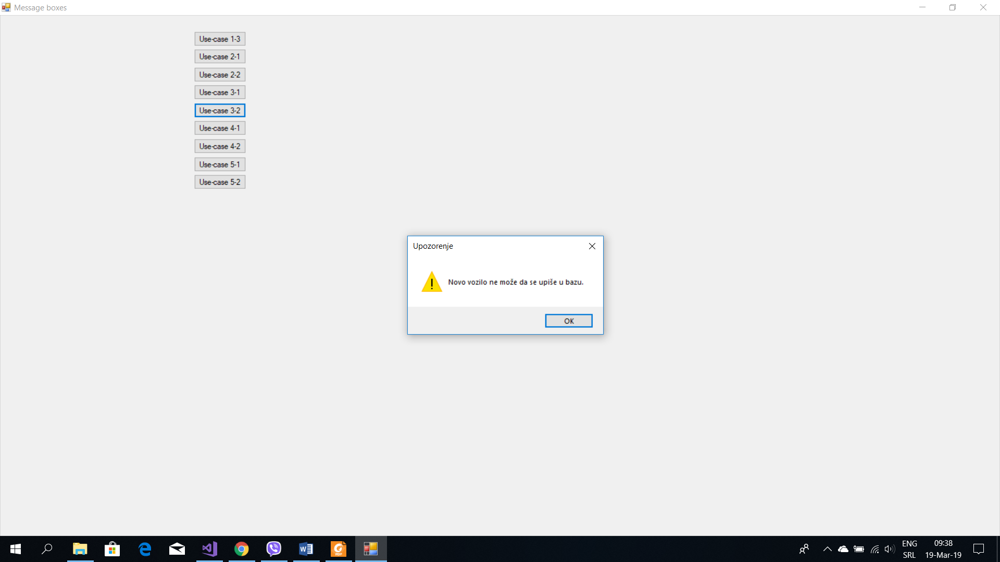 Message boxes
Use-case 1-3
Use-case 2-1
Use-case 2-2
Use-case 3-1
Use-case 3-2
Use-case 4-1
Use-case 4-2
Use-case 5-1
Use-case 5-2
Upozorenje
Novo vozilo ne može da se upiše u bazu.
OK
ENG
SRL
09:38
19-Mar-19
PDF